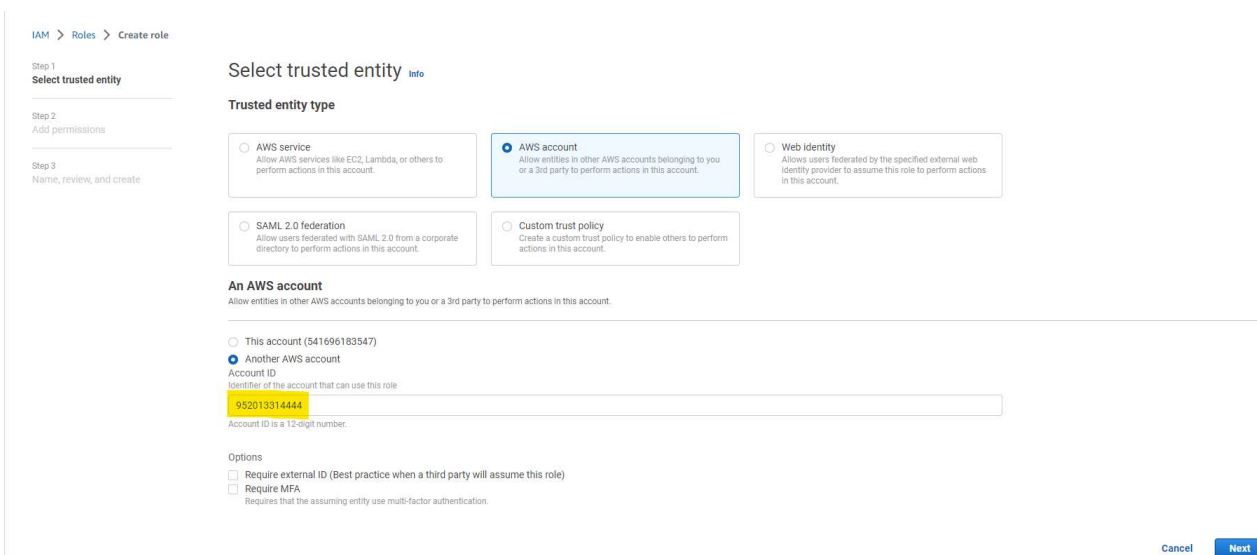 IAM > Roles > Create role
Step 1
Select trusted entity
Step 2
Add permissions
Step 3
Name, review, and create
Select trusted entity Info
Trusted entity type
AWS service
Allow AWS services like EC2, Lambda, or others to
perform actions in this account.
AWS account
Allow entities in other AWS accounts belonging to you
or a 3rd party to perform actions in this account.
Web identity
Allows users federated by the specified external web
identity provider to assume this role to perform actions
in this account.
SAML 2.0 federation
Allow users federated with SAML 2.0 from a corporate
directory to perform actions in this account.
Custom trust policy
Create a custom trust policy to enable others to perform
actions in this account.
An AWS account
Allow entities in other AWS accounts belonging to you or a 3rd party to perform actions in this account.
This account (541696183547)
Another AWS account
Account ID
Identifier of the account that can use this role
952013314444
Account ID is a 12-digit number.
Options
Require external ID (Best practice when a third party will assume this role)
Require MFA
Requires that the assuming entity use multi-factor authentication.
Cancel Next